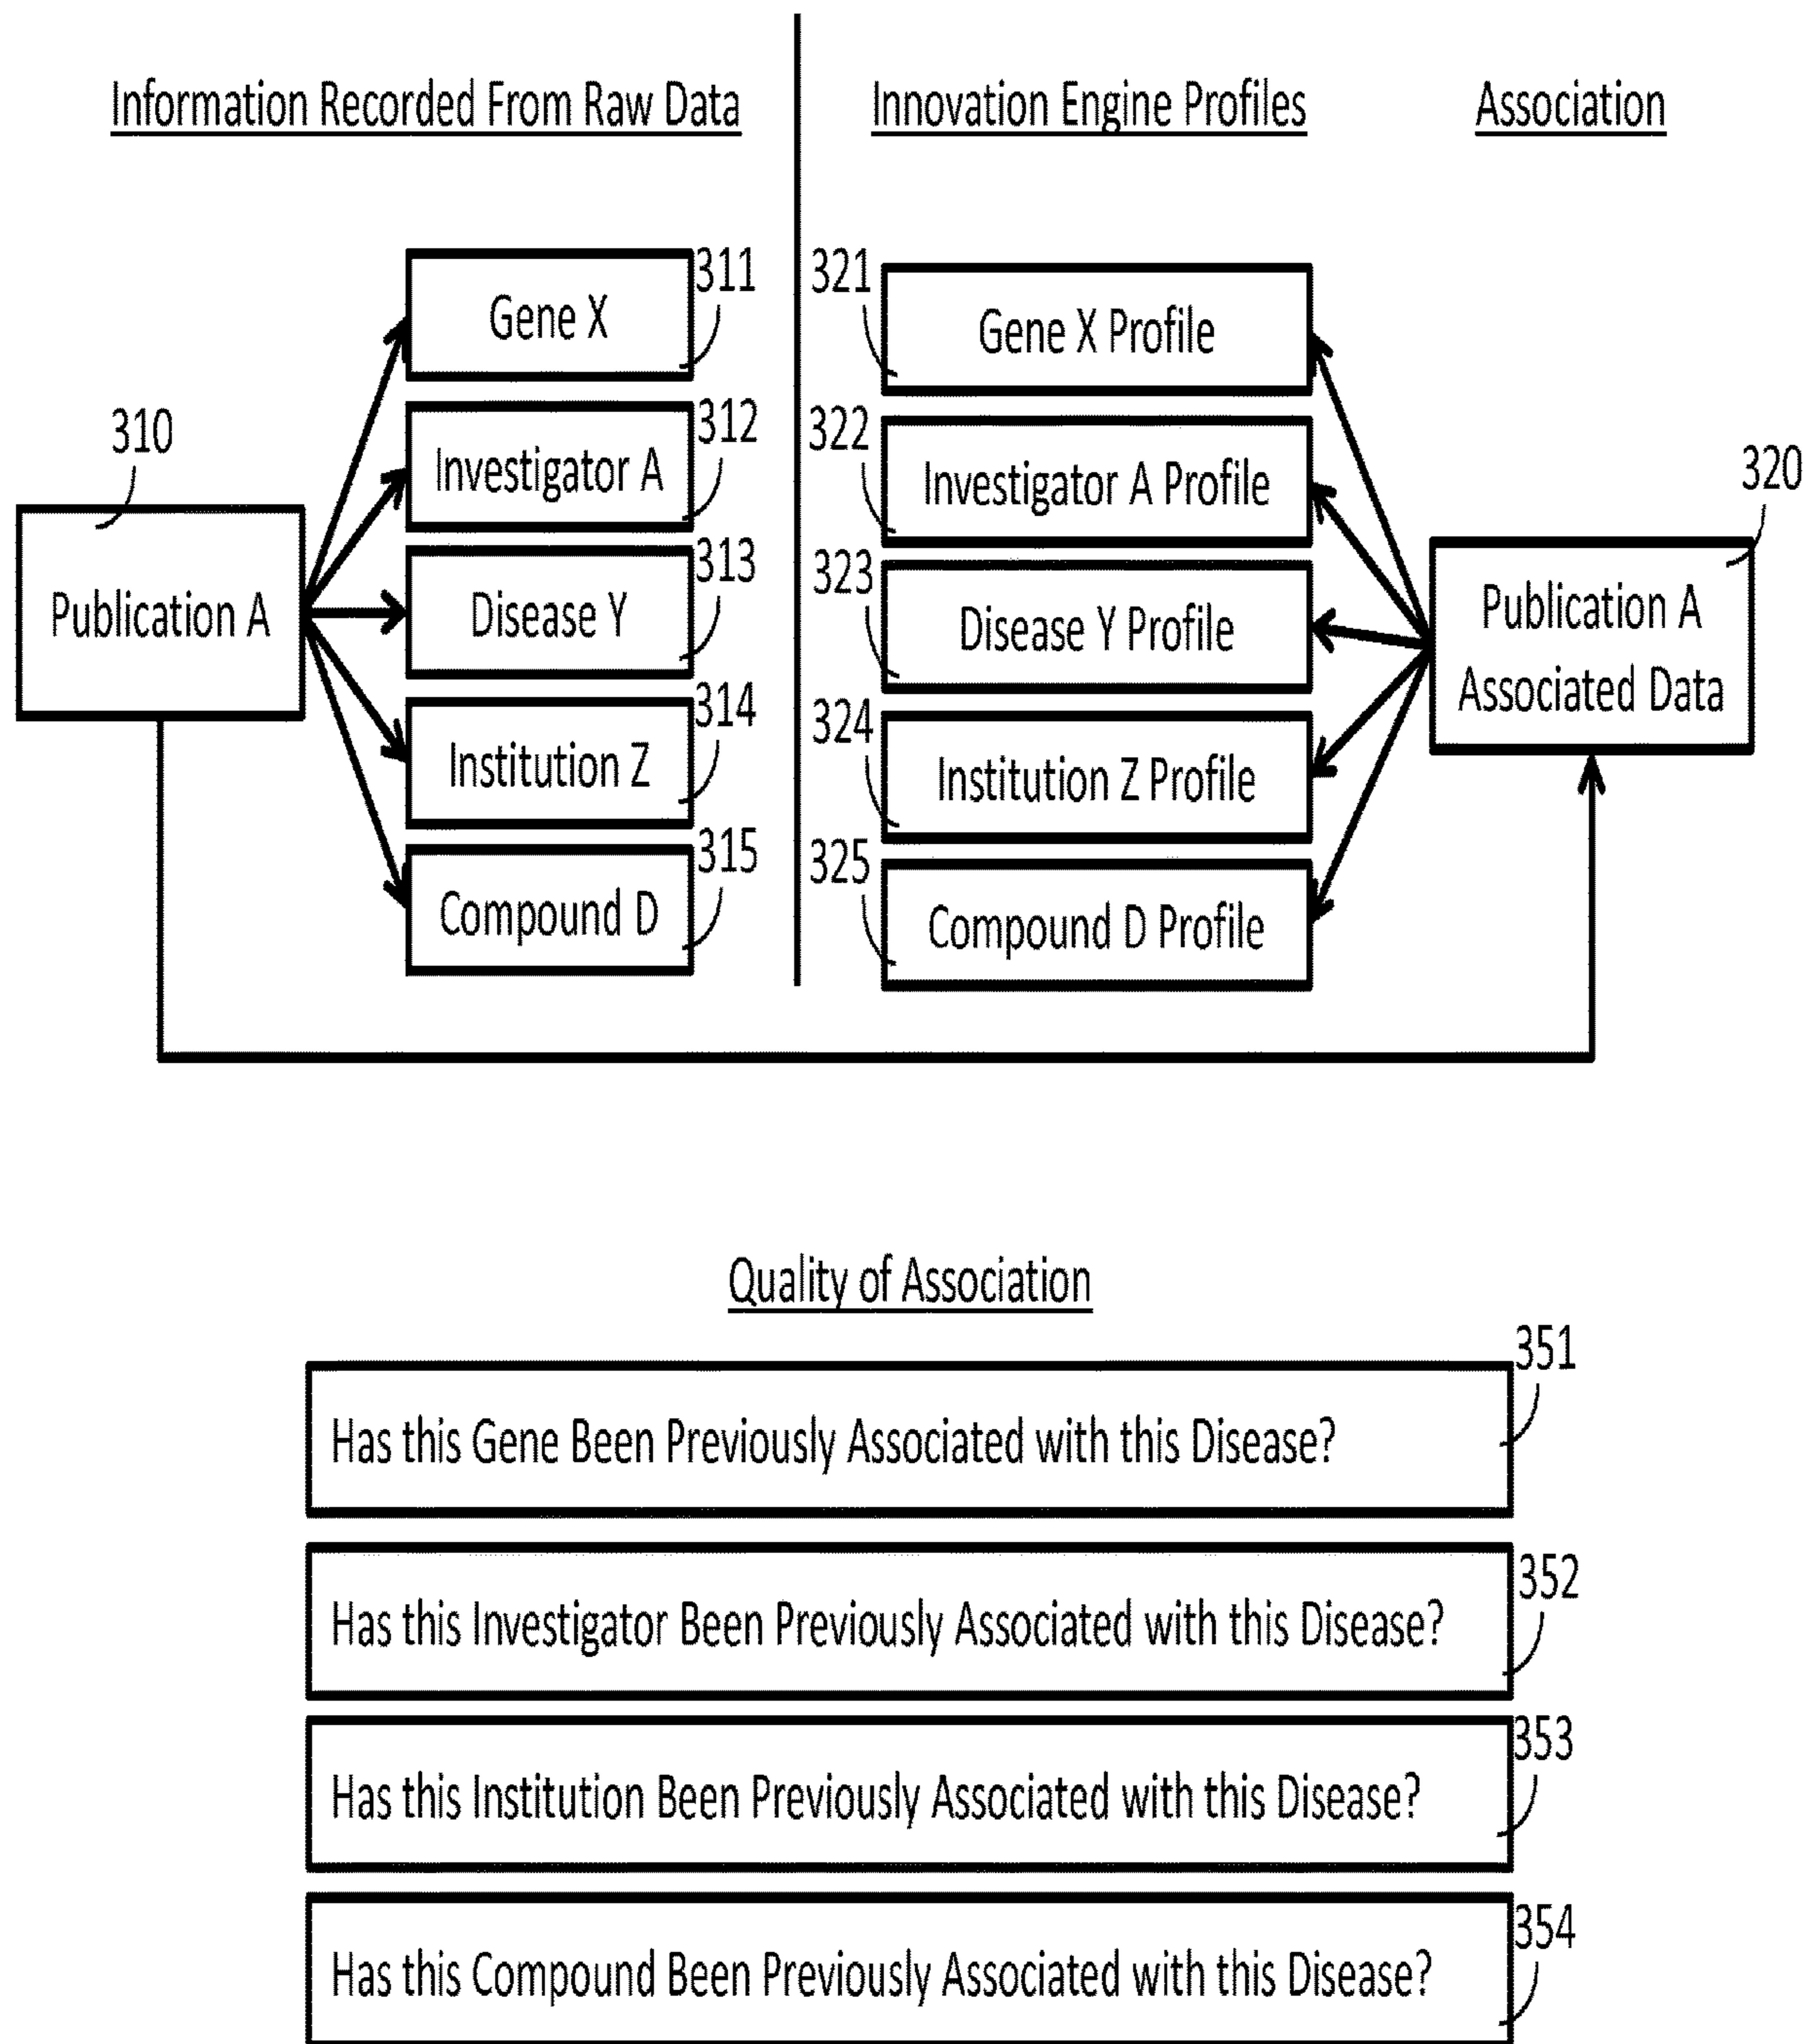 Information Recorded From Raw Data
Innovation Engine Profiles
Association
310
Publication A
Gene X
311
Investigator A
312
Disease Y
313
Institution Z
314
Compound D
315
321
Gene X Profile
322
Investigator A Profile
323
Disease Y Profile
324
Institution Z Profile
325
Compound D Profile
320
Publication A
Associated Data
Quality of Association
351
Has this Gene Been Previously Associated with this Disease?
352
Has this Investigator Been Previously Associated with this Disease?
353
Has this Institution Been Previously Associated with this Disease?
354
Has this Compound Been Previously Associated with this Disease?